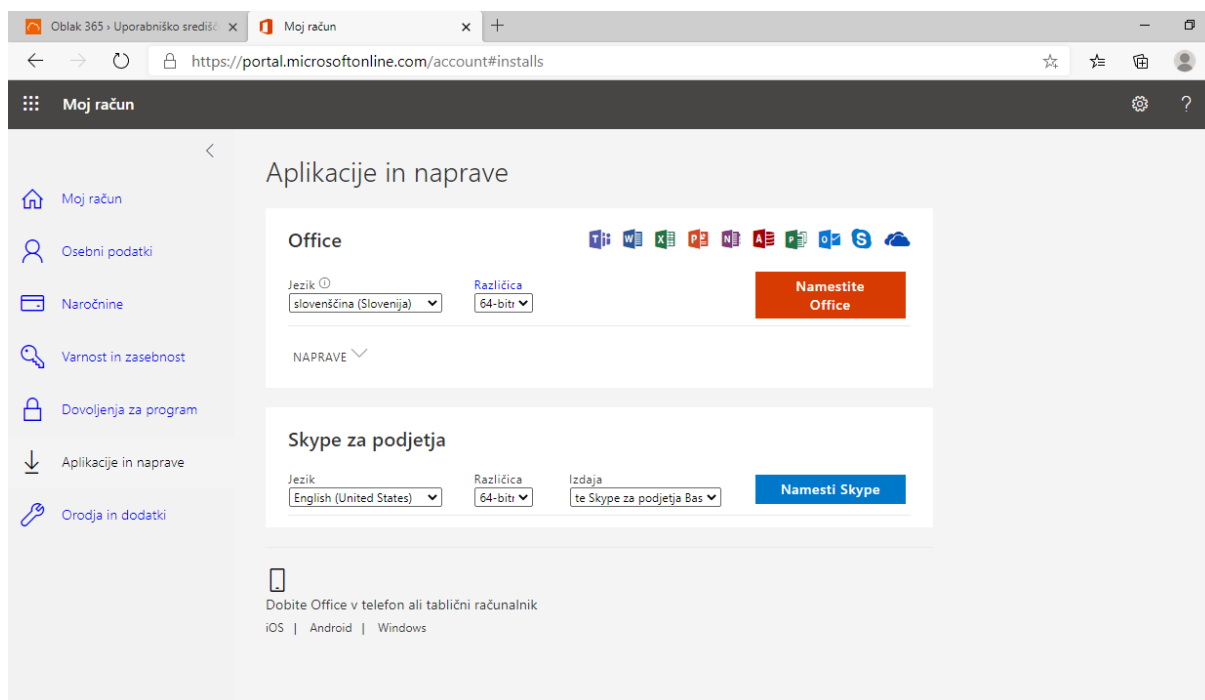 Oblak 365 › Uporabniško središč
Moj račun
https://portal.microsoftonline.com/account#installs
Moj račun
?
Moj račun
Osebni podatki
Naročnine
Varnost in zasebnost
Dovoljenja za program
Aplikacije in naprave
Orodja in dodatki
Aplikacije in naprave
Office
Jezik
slovenščina (Slovenija)
Različica
64-bitr
Namestite
Office
NAPRAVE
Skype za podjetja
Jezik
English (United States)
Različica
64-bitr
Izdaja
te Skype za podjetja Bas
Namesti Skype
Dobite Office v telefon ali tablični računalnik
iOS | Android | Windows